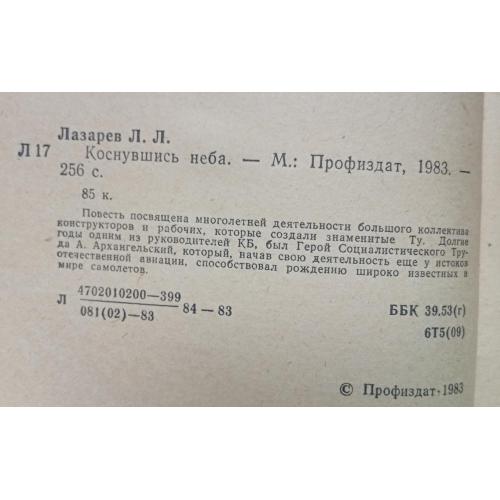 Лазарев Л. Л.
Л 17 Коснувшись неба. — М.: Профиздат, 1983. —
256 с.
85 к.
Повесть посвящена многолетней деятельности большого коллектива
конструкторов и рабочих, которые создали знаменитые Ту. Долгие
годы одним из руководителей КБ, был Герой Социалистического Тру-
да А. Архангельский, который, начав свою деятельность еще у истоков
отечественной авиации, способствовал рождению широко известных в
мире самолетов.
4702010200—399
Л 84 — 83 ББК 39.53(г)
081(02)—83
6Т5(09)
© Профиздат · 1983